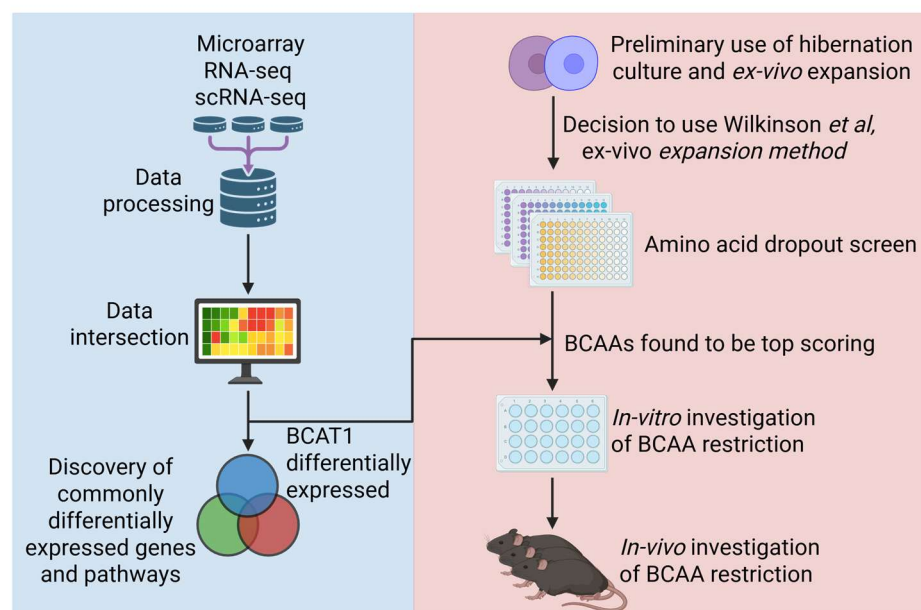 Microarray
RNA-seq
scRNA-seq
Data
processing
Data
intersection
BCAT1
differentially
expressed
Discovery of
commonly
differentially
expressed genes
and pathways
Preliminary use of hibernation
culture and ex-vivo expansion
Decision to use Wilkinson et al,
ex-vivo expansion method
Amino acid dropout screen
BCAAs found to be top scoring
In-vitro investigation
of BCAA restriction
In-vivo investigation
of BCAA restriction